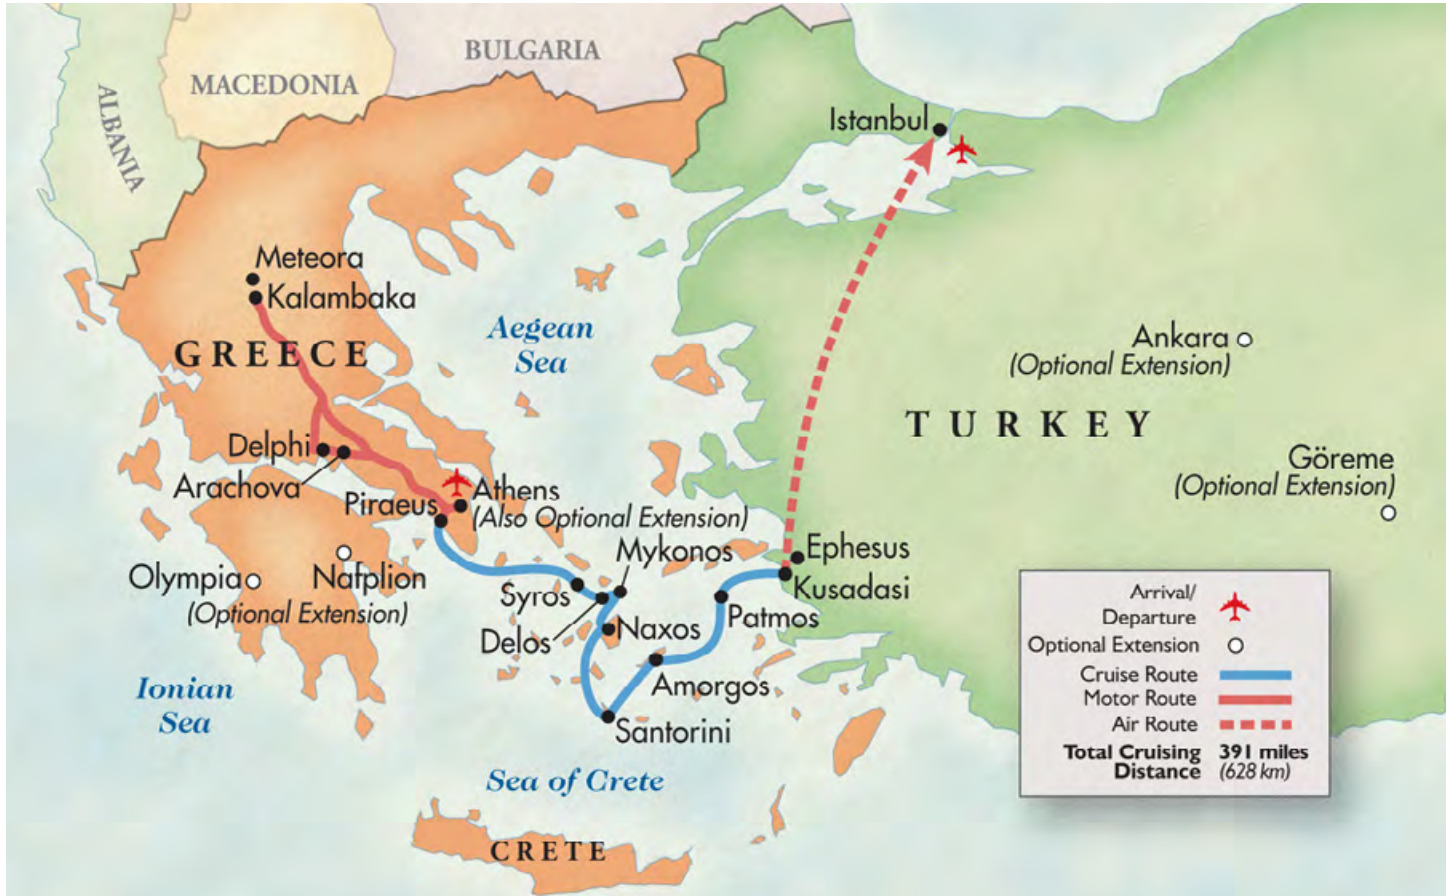 BULGARIA
MACEDONIA
ALBANIA
Istanbul
Meteora
Kalambaka
Aegean
Sea
GREECE
Ankara
(Optional Extension)
TURKEY
Delphi
Arachova
Göreme
(Optional Extension)
Piraeus
Athens
(Also Optional Extension)
Mykonos
Ephesus
Kusadasi
Olympia
Nafplion
(Optional Extension)
Syros
Delos
Naxos
Patmos
Amorgos
Santorini
Ionian
Sea
Sea of Crete
CRETE
Arrival/
Departure
Optional Extension
Cruise Route
Motor Route
Air Route
Total Cruising 391 miles
Distance (628 km)